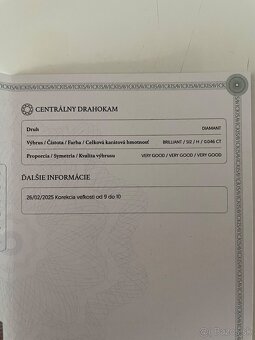 CENTRÁLNY DRAHOKAM
Druh DIAMANT
Výbrus / Čistota / Farba / Celková karátová hmotnosť BRILLIANT / SI2 / H / 0.046 CT
Proporcia / Symetria / Kvalita výbrusu VERY GOOD / VERY GOOD / VERY GOOD
ĎALŠIE INFORMÁCIE
26/02/2025 Korekcia veľkosti od 9 do 10